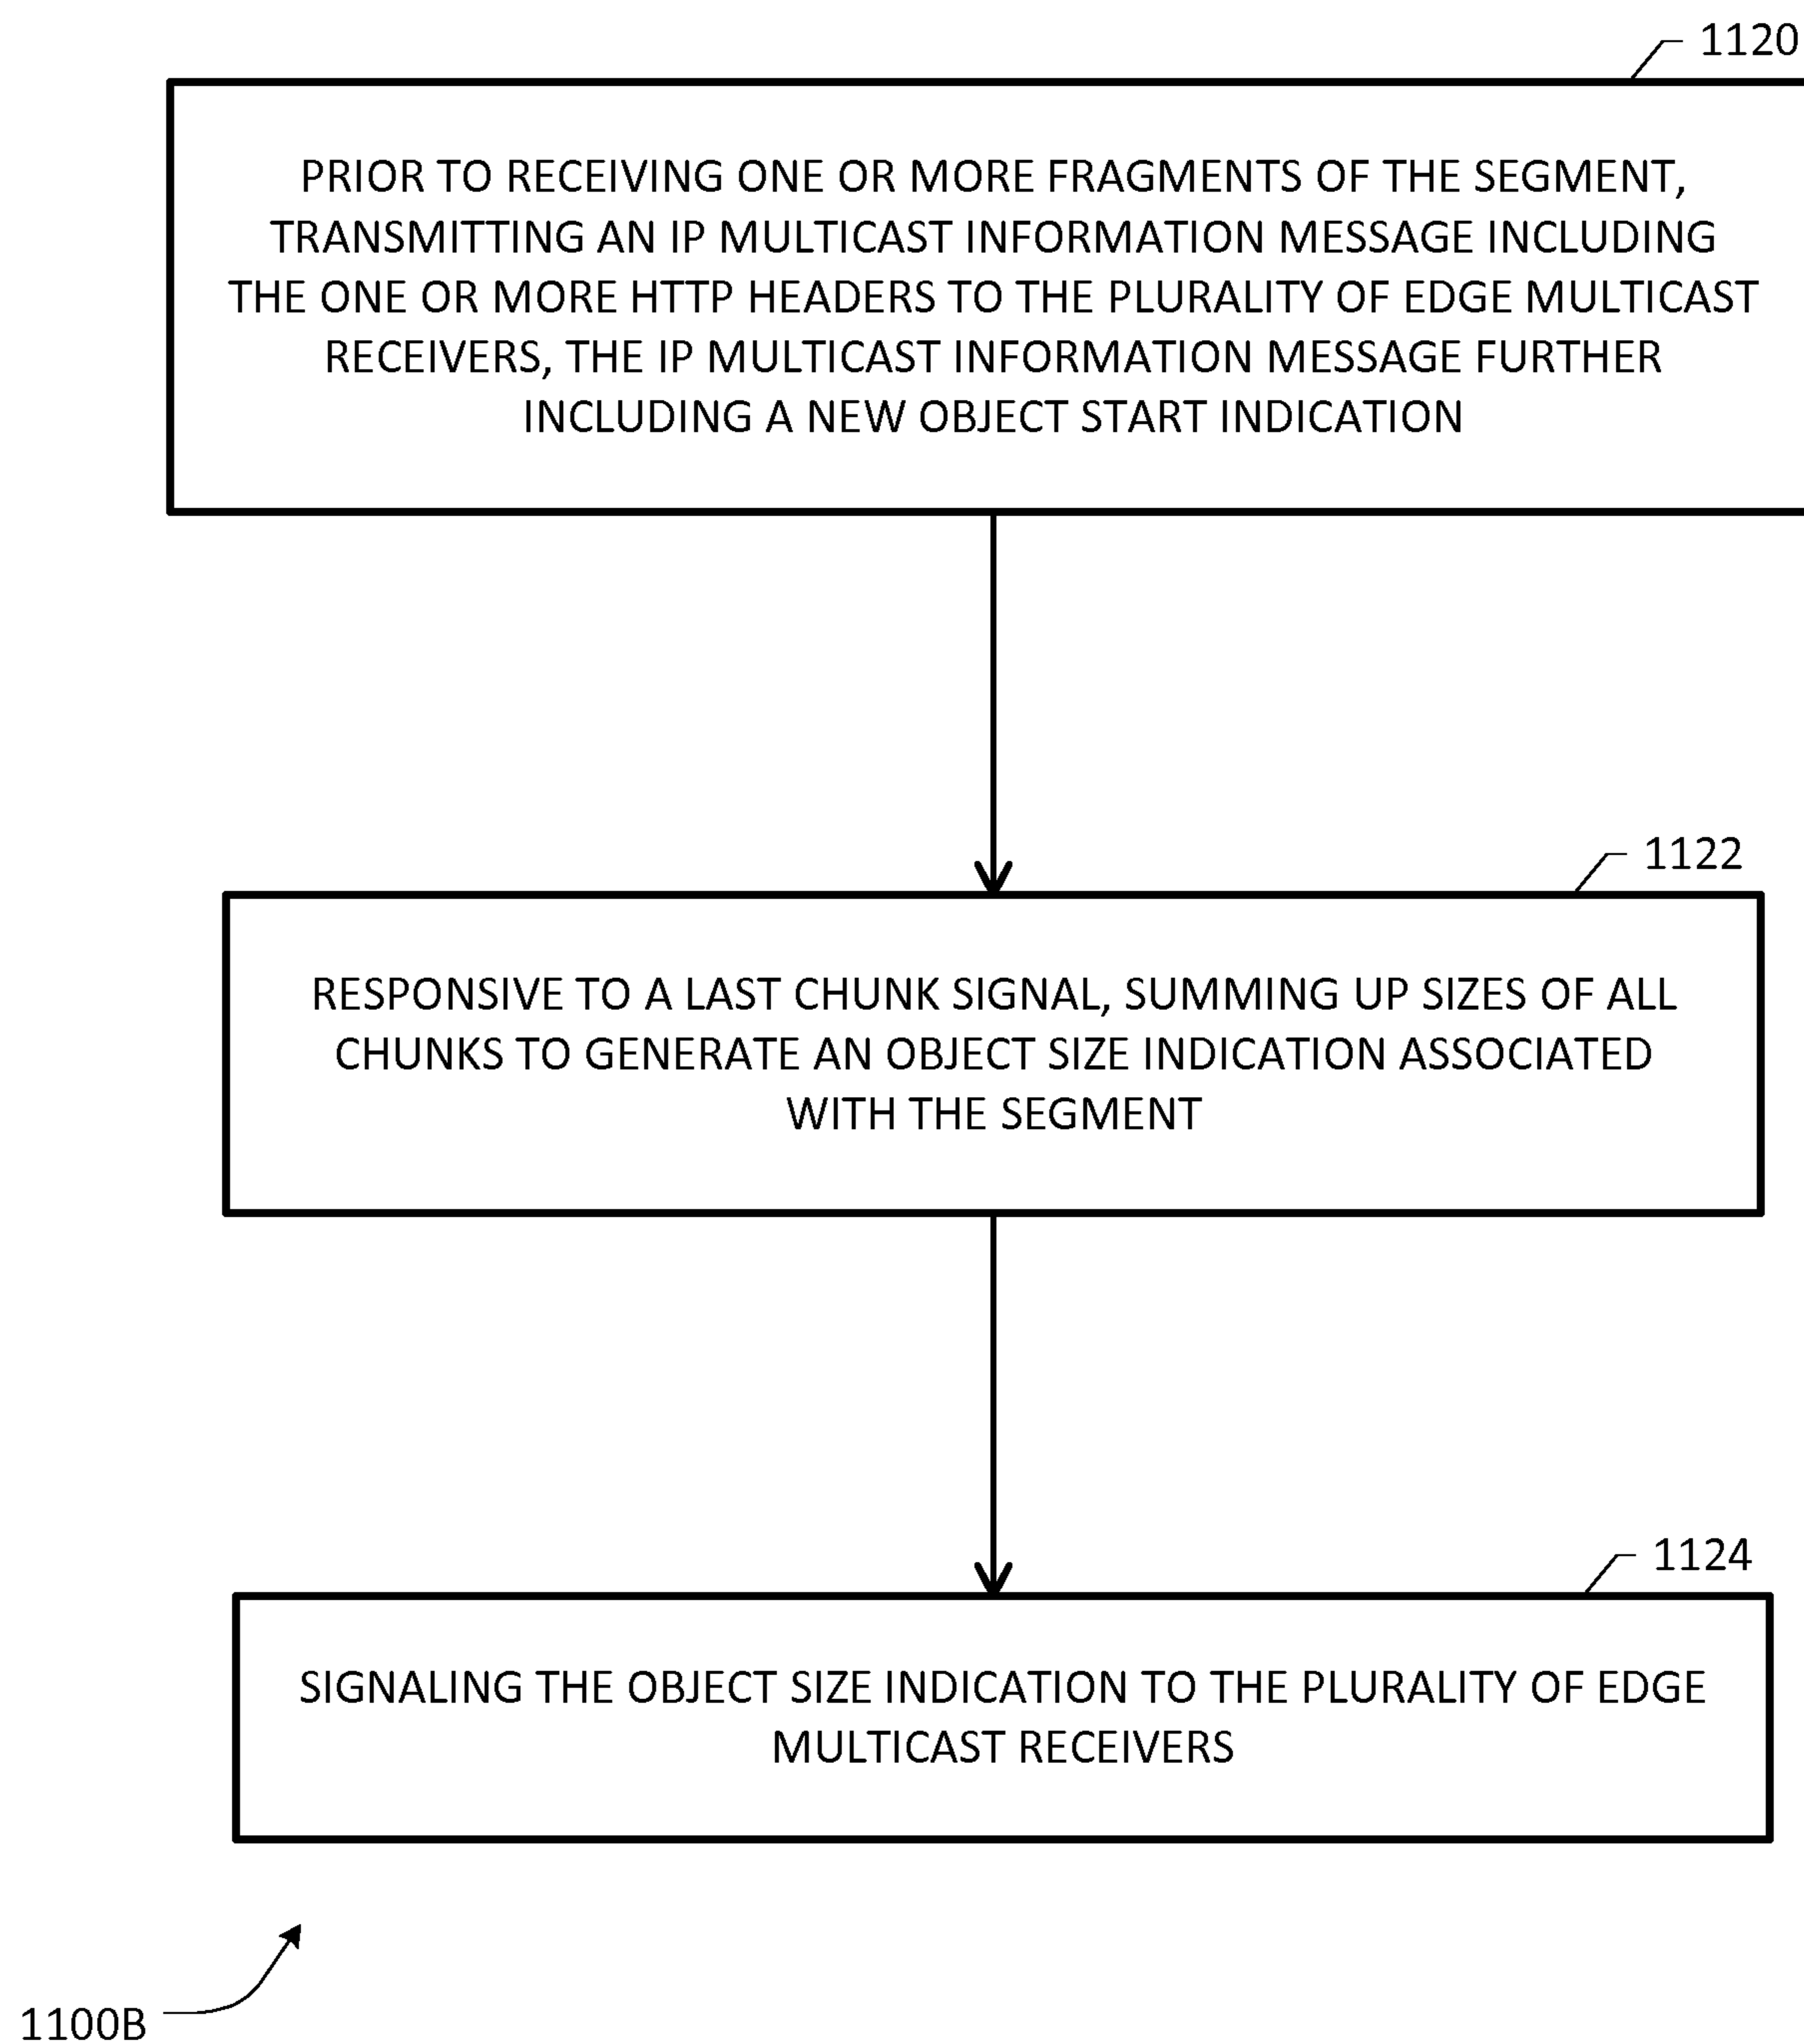 1120
PRIOR TO RECEIVING ONE OR MORE FRAGMENTS OF THE SEGMENT,
TRANSMITTING AN IP MULTICAST INFORMATION MESSAGE INCLUDING
THE ONE OR MORE HTTP HEADERS TO THE PLURALITY OF EDGE MULTICAST
RECEIVERS, THE IP MULTICAST INFORMATION MESSAGE FURTHER
INCLUDING A NEW OBJECT START INDICATION
1122
RESPONSIVE TO A LAST CHUNK SIGNAL, SUMMING UP SIZES OF ALL
CHUNKS TO GENERATE AN OBJECT SIZE INDICATION ASSOCIATED
WITH THE SEGMENT
1124
SIGNALING THE OBJECT SIZE INDICATION TO THE PLURALITY OF EDGE
MULTICAST RECEIVERS
1100B